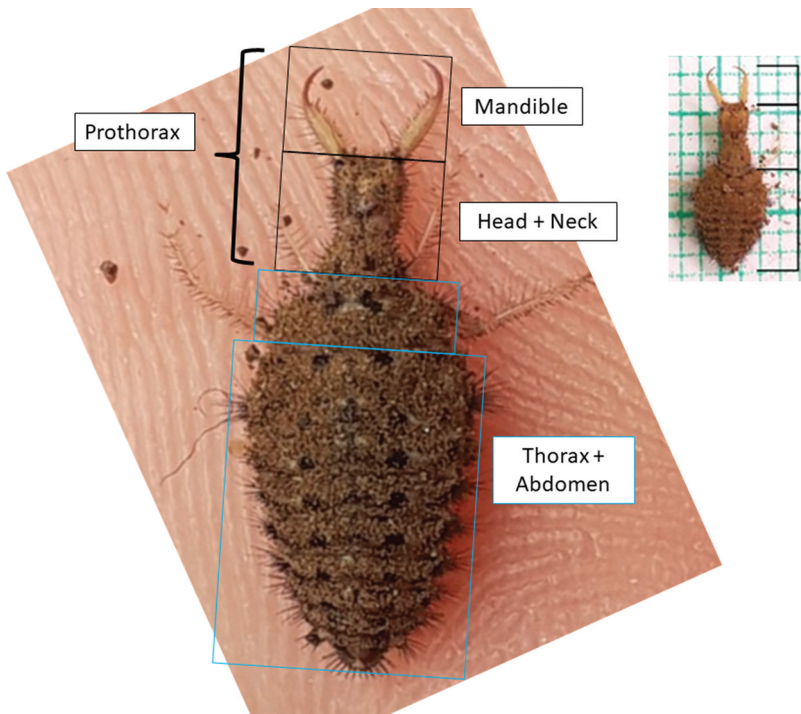 Prothorax
Mandible
Head + Neck
Thorax +
Abdomen